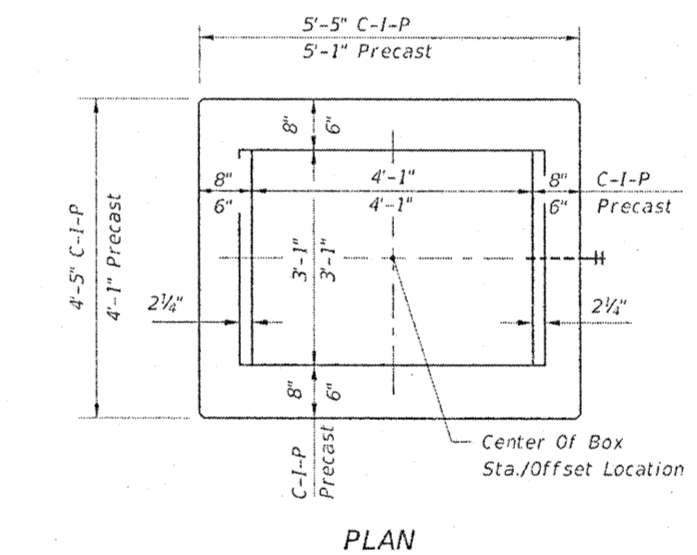 5'-5" C-I-P
5'-1" Precast
8"
6"
4'-5" C-I-P
4'-1" Precast
8"
6"
4'-1"
4'-1"
8"
6"
C-I-P
Precast
3'-1"
3'-1"
2¼"
2¼"
8"
6"
C-I-P
Precast
Center Of Box
Sta./Offset Location
PLAN